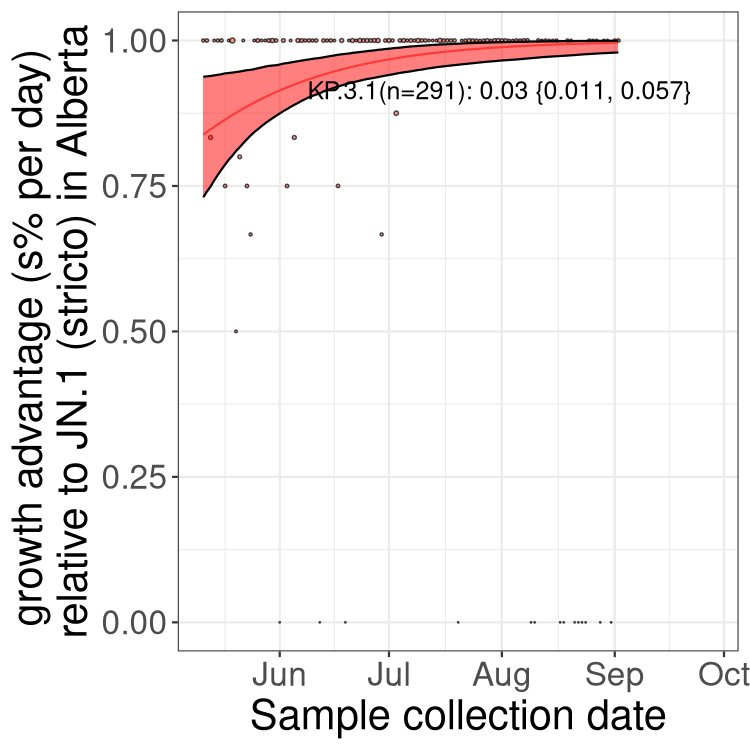 growth advantage (s% per day)
relative to JN.1 (stricto) in Alberta
1.00
0.75
0.50
0.25
0.00
KP.3.1(n=291): 0.03 {0.011, 0.057}
Jun Jul Aug Sep Oct
Sample collection date